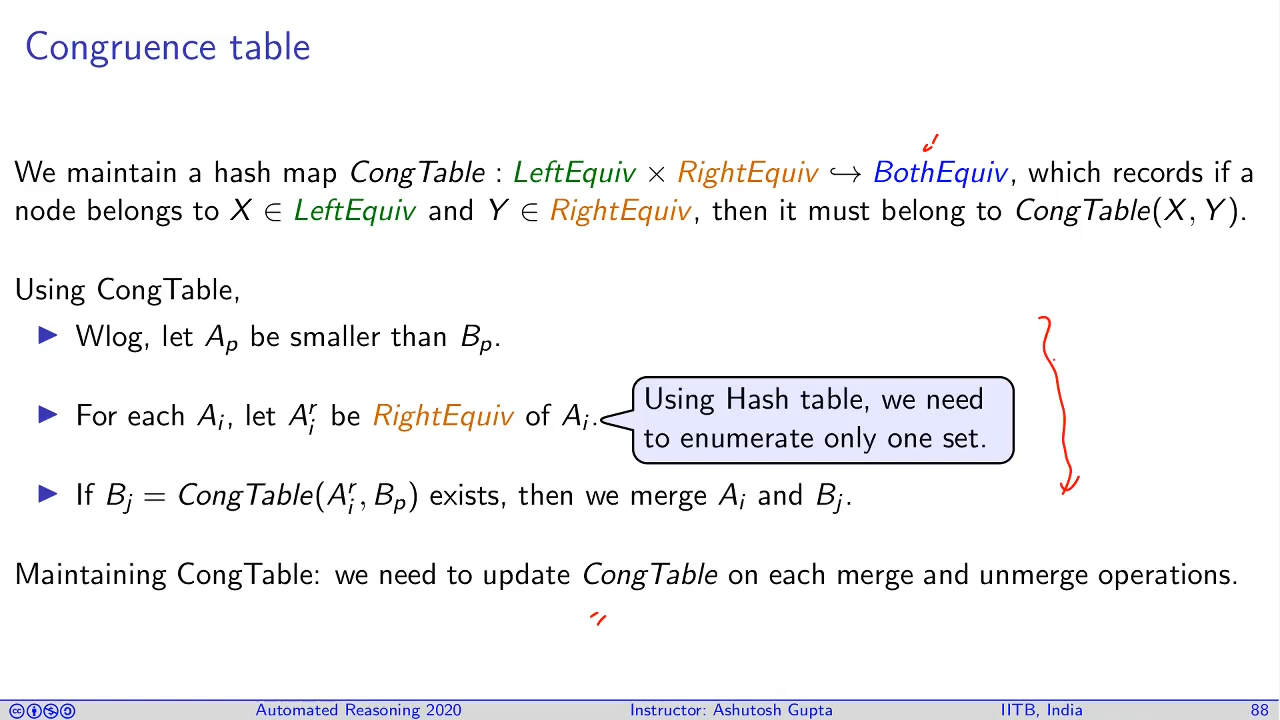 Congruence table
We maintain a hash map CongTable : LeftEquiv × RightEquiv ↪ BothEquiv, which records if a
node belongs to X ∈ LeftEquiv and Y ∈ RightEquiv, then it must belong to CongTable(X, Y).
Using CongTable,
▶ Wlog, let A_p be smaller than B_p.
▶ For each A_i, let A_i^r be RightEquiv of A_i.
Using Hash table, we need
to enumerate only one set.
▶ If B_j = CongTable(A_i^r, B_p) exists, then we merge A_i and B_j.
Maintaining CongTable: we need to update CongTable on each merge and unmerge operations.
Automated Reasoning 2020 Instructor: Ashutosh Gupta IITB, India 88